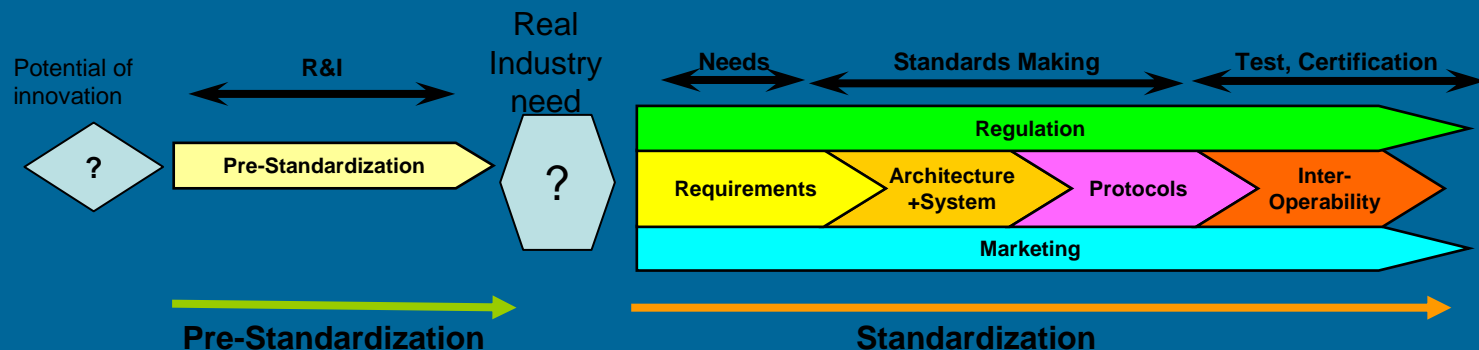 Potential of
innovation
?
R&I
Pre-Standardization
Real
Industry
need
?
Needs
Standards Making
Test, Certification
Regulation
Requirements
Architecture
+System
Protocols
Inter-
Operability
Marketing
Pre-Standardization
Standardization